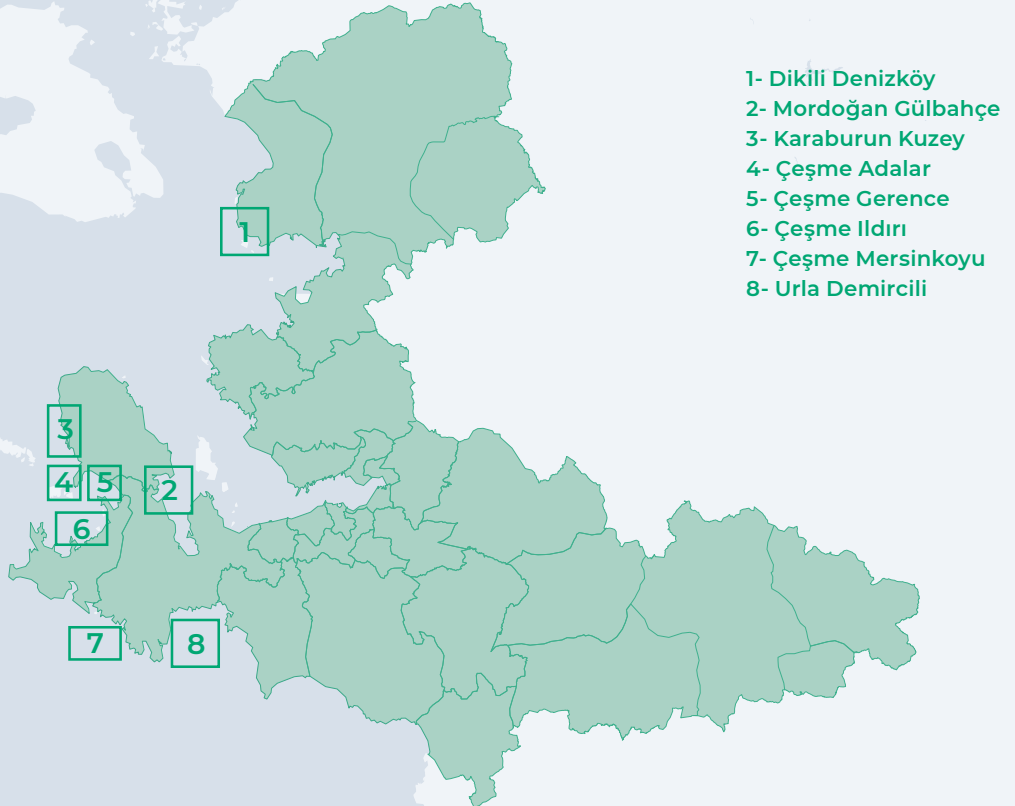 1- Dikili Denizköy
2- Mordoğan Gülbahçe
3- Karaburun Kuzey
4- Çeşme Adalar
5- Çeşme Gerence
6- Çeşme Ildırı
7- Çeşme Mersinkoyu
8- Urla Demircili
1
3
4
5
2
6
7
8